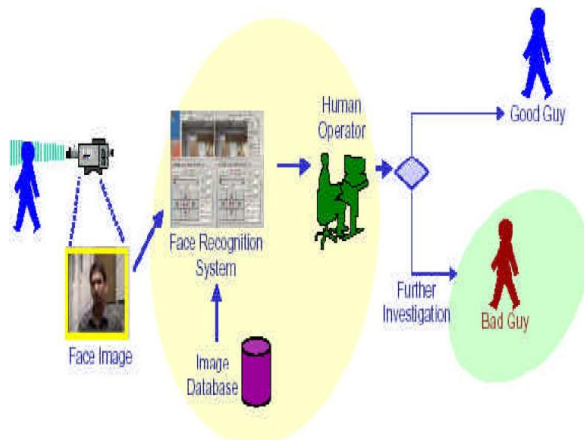 Face Image
Face Recognition
System
Image
Database
Human
Operator
Good Guy
Further
Investigation
Bad Guy